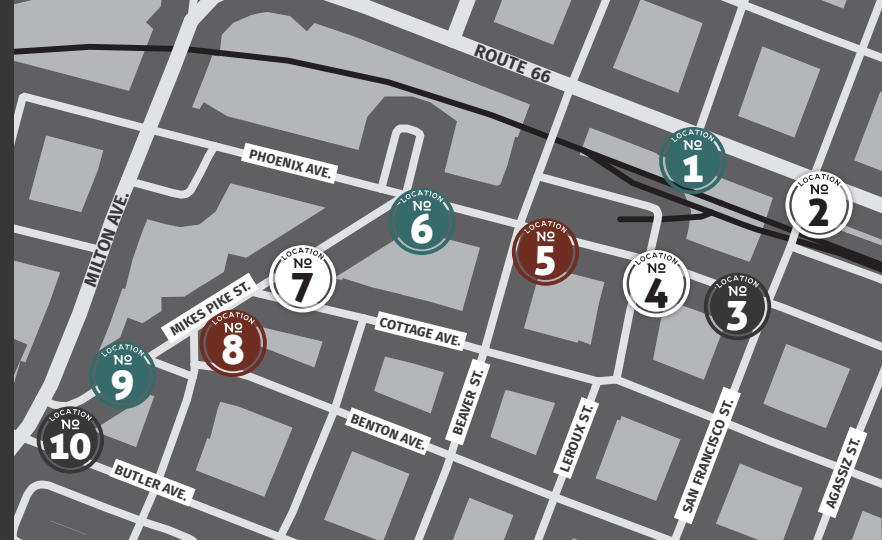 ROUTE 66
LOCATION
Nº
1
PHOENIX AVE.
LOCATION
Nº
2
MILTON AVE.
LOCATION
Nº
6
LOCATION
Nº
5
LOCATION
Nº
7
LOCATION
Nº
4
LOCATION
Nº
3
MIKES PIKE ST.
LOCATION
Nº
8
COTTAGE AVE.
LOCATION
Nº
9
BEAVER ST.
LOCATION
Nº
10
BENTON AVE.
LEROUX ST.
SAN FRANCISCO ST.
AGASSIZ ST.
BUTLER AVE.